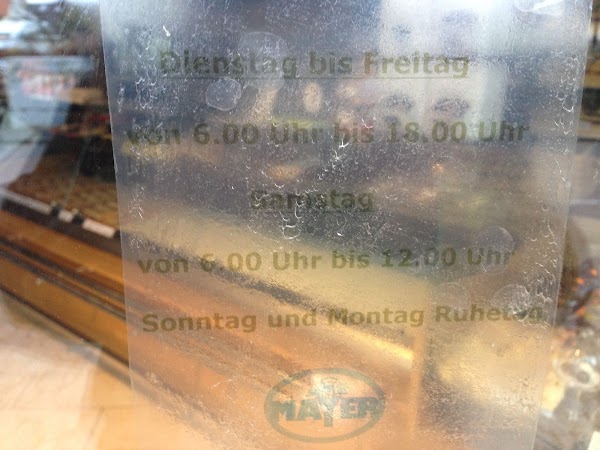 Dienstag bis Freitag
von 6.00 Uhr bis 18.00 Uhr
Samstag
von 6.00 Uhr bis 12.00 Uhr
Sonntag und Montag Ruhetag
MAYER